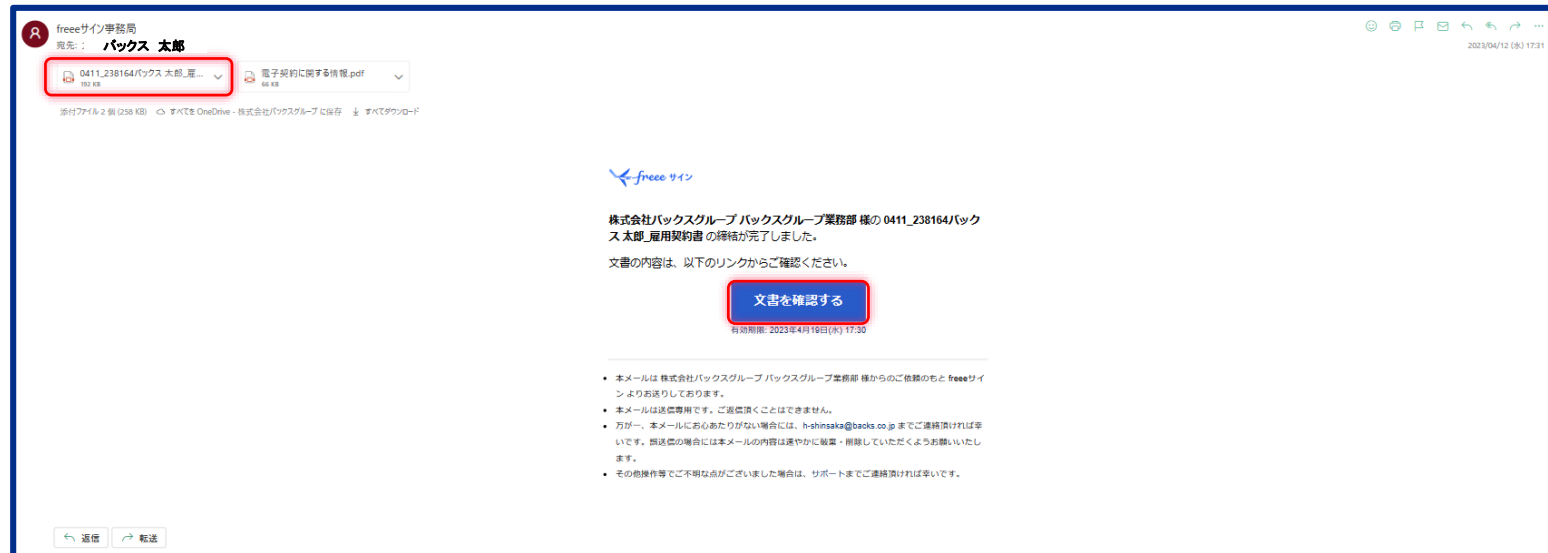 A
freeeサイン事務局
宛先: ; バックス 太郎
2023/04/12 (水) 17:31
0411_238164バックス 太郎_雇...
192 KB
電子契約に関する情報.pdf
66 KB
添付ファイル 2 個 (258 KB) すべてを OneDrive - 株式会社バックスグループ に保存 すべてダウンロード
freee サイン
株式会社バックスグループ バックスグループ業務部 様の 0411_238164バック
ス 太郎_雇用契約書 の締結が完了しました。
文書の内容は、以下のリンクからご確認ください。
文書を確認する
有効期限: 2023年4月19日(水) 17:30
• 本メールは 株式会社バックスグループ バックスグループ業務部 様からのご依頼のもと freeeサイ
ン よりお送りしております。
• 本メールは送信専用です。ご返信頂くことはできません。
• 万が一、本メールにお心あたりがない場合には、h-shinsaka@backs.co.jp までご連絡頂ければ幸
いです。誤送信の場合には本メールの内容は速やかに破棄・削除していただくようお願いいたし
ます。
• その他操作等でご不明な点がございました場合は、サポートまでご連絡頂ければ幸いです。
返信 転送